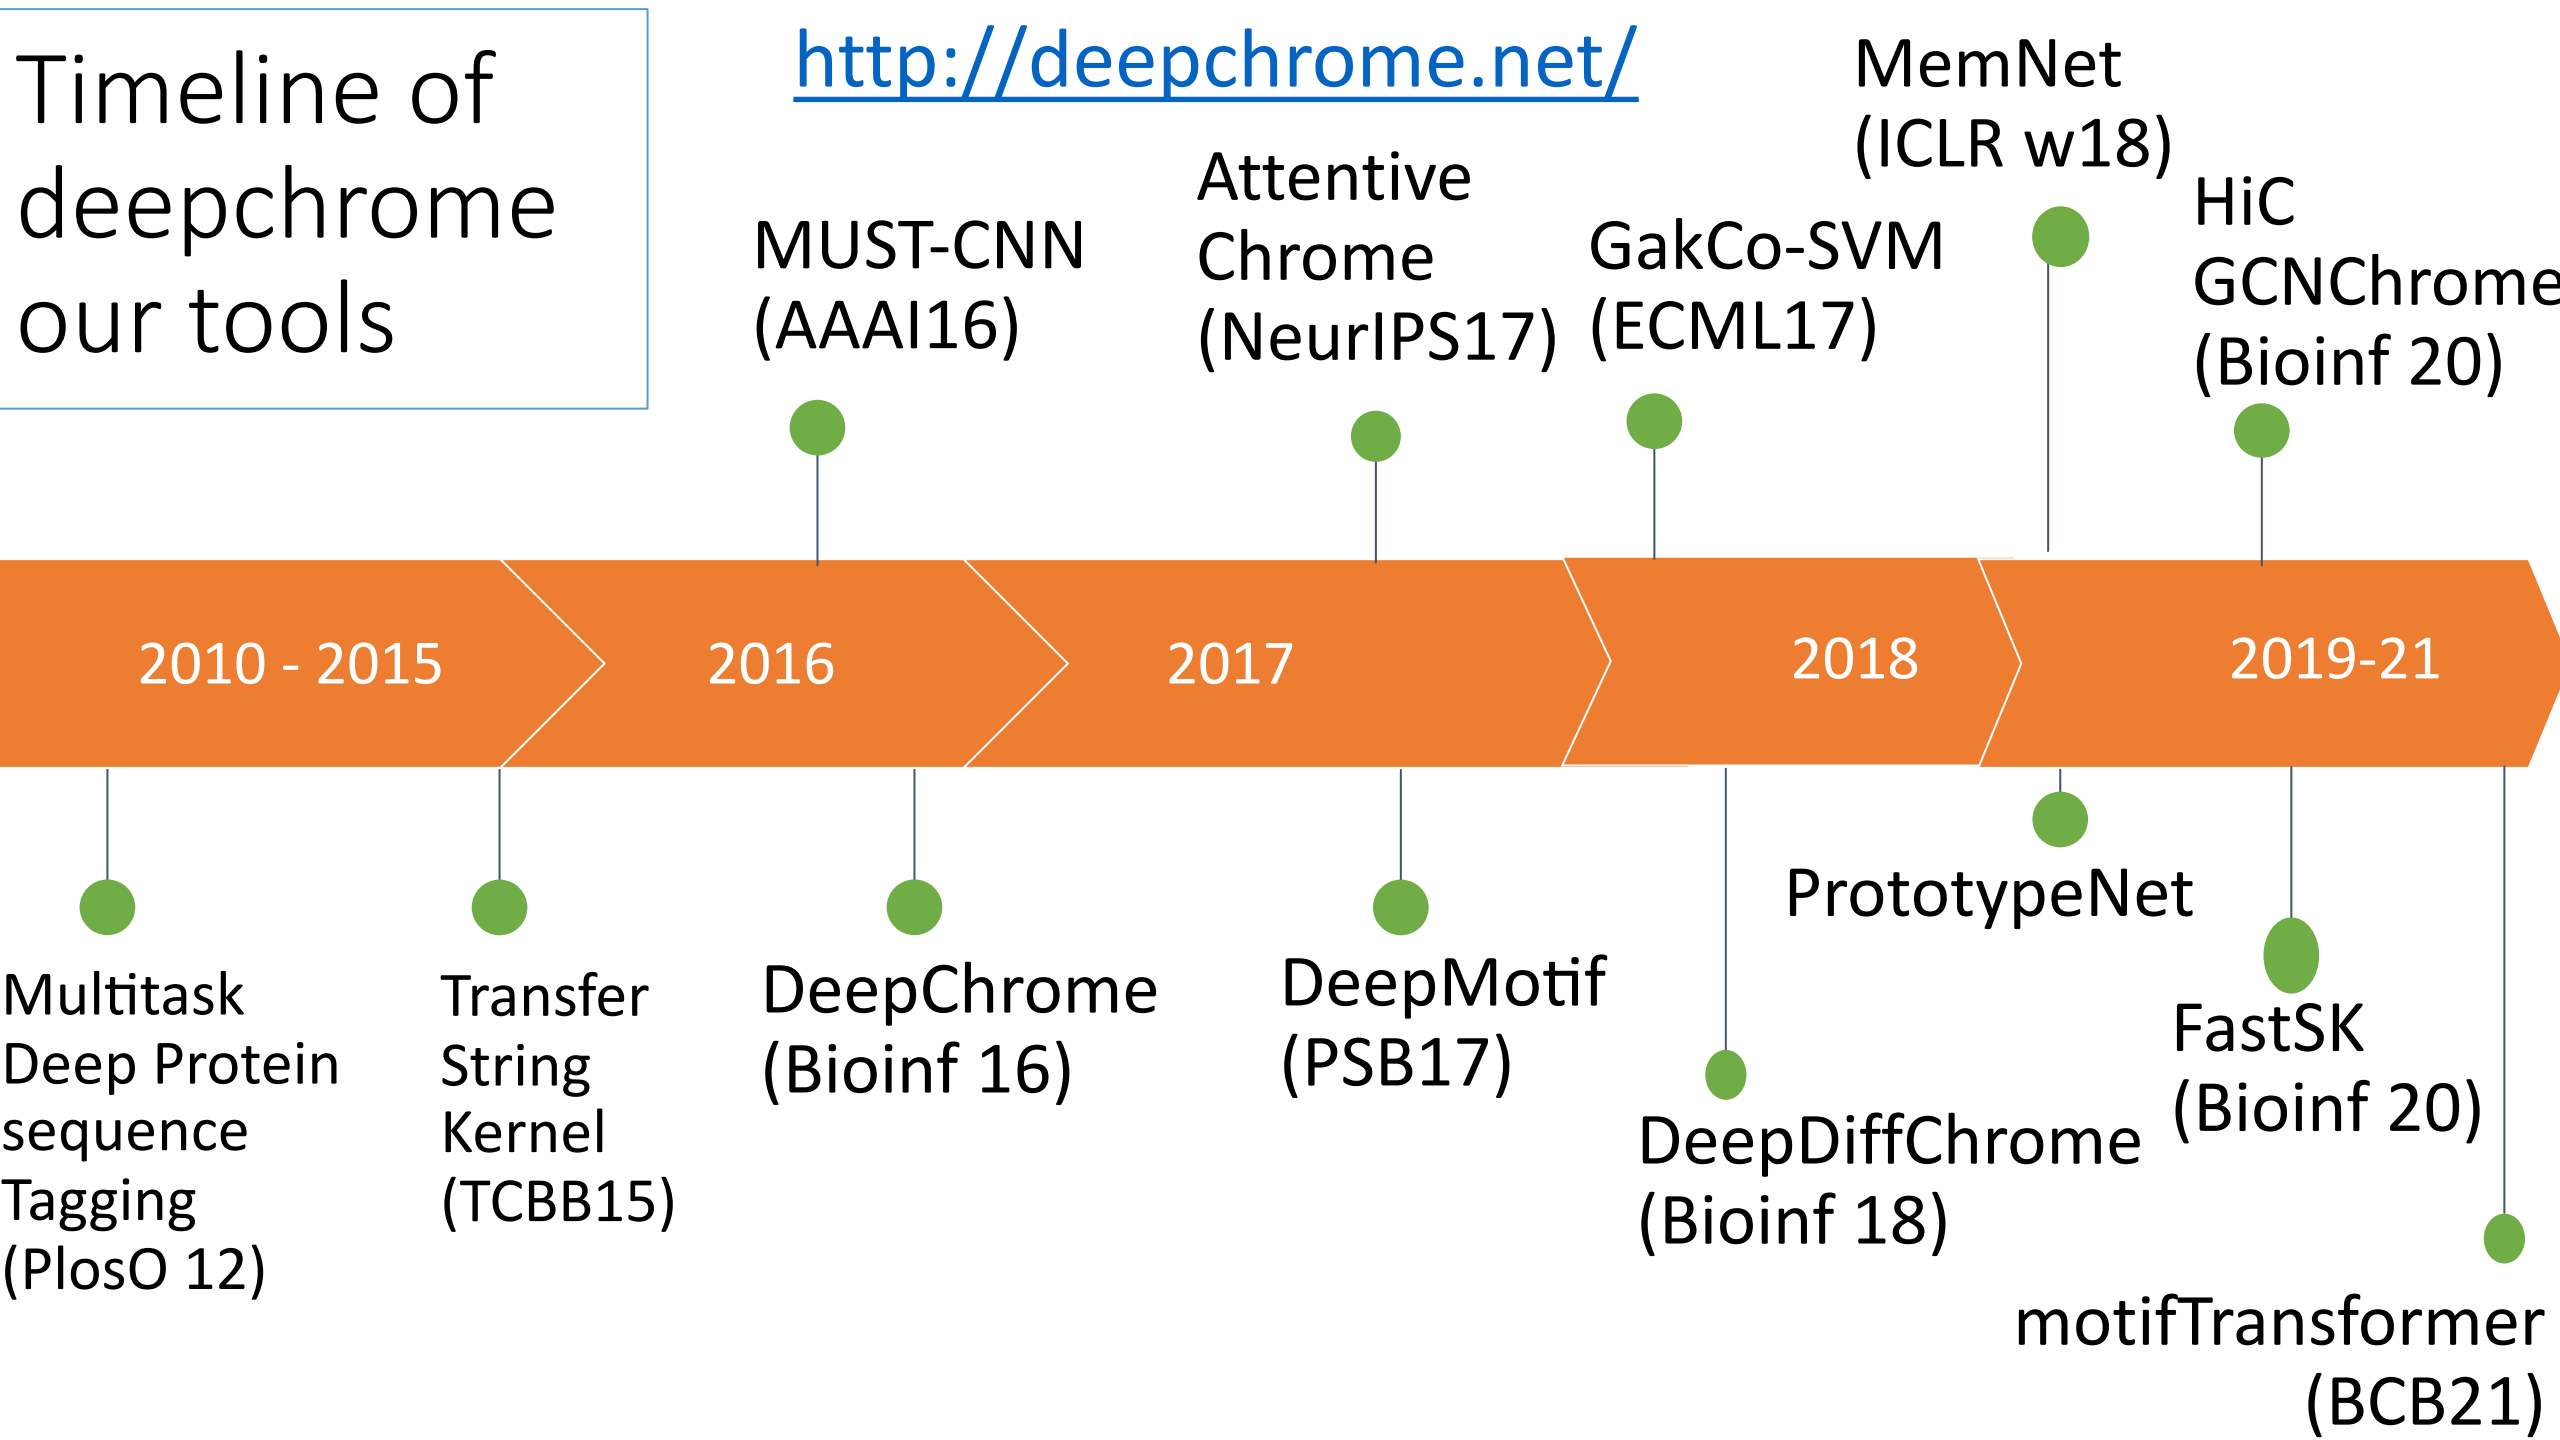 Timeline of
deepchrome
our tools
http://deepchrome.net/
MUST-CNN
(AAAI16)
Attentive
Chrome
(NeurIPS17)
GakCo-SVM
(ECML17)
MemNet
(ICLR w18)
HiC
GCNChrome
(Bioinf 20)
2010 - 2015
2016
2017
2018
2019-21
Multitask
Deep Protein
sequence
Tagging
(PlosO 12)
Transfer
String
Kernel
(TCBB15)
DeepChrome
(Bioinf 16)
DeepMotif
(PSB17)
DeepDiffChrome
(Bioinf 18)
PrototypeNet
FastSK
(Bioinf 20)
motifTransformer
(BCB21)